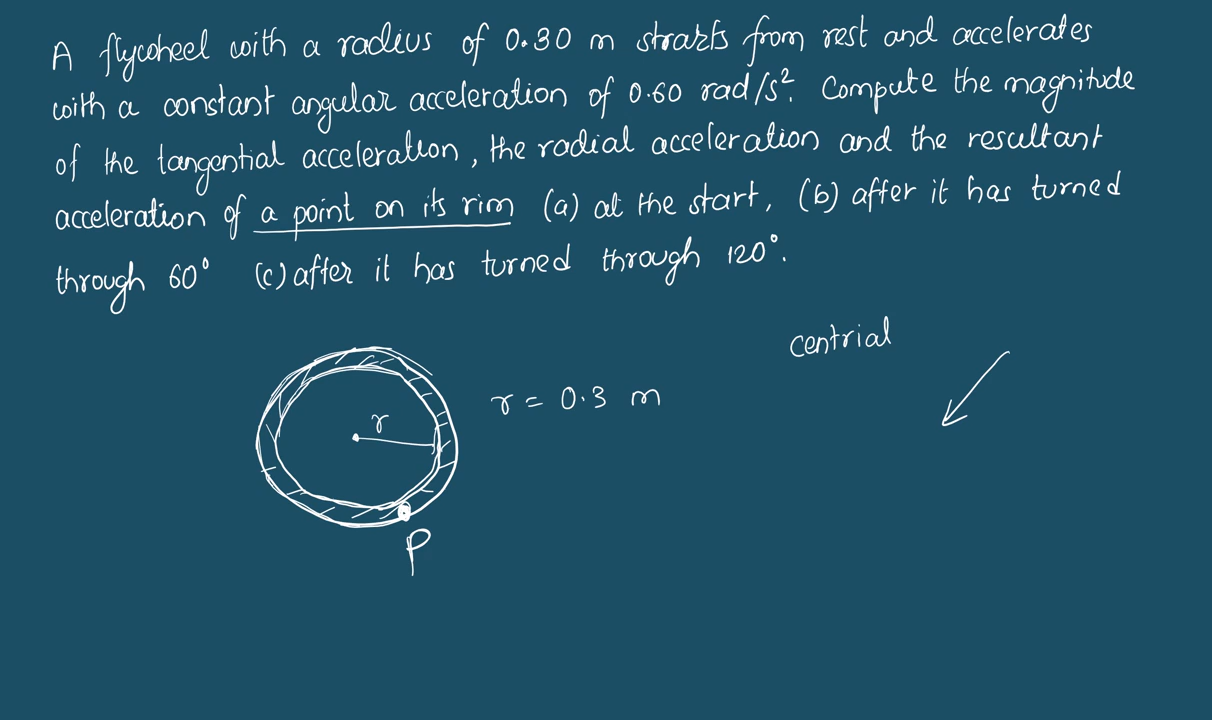 A flywheel with a radius of 0.30 m starts from rest and accelerates
with a constant angular acceleration of 0.60 rad/s². Compute the magnitude
of the tangential acceleration, the radial acceleration and the resultant
acceleration of a point on its rim (a) at the start, (b) after it has turned
through 60° (c) after it has turned through 120°.
centrial
r
r = 0.3 m
P